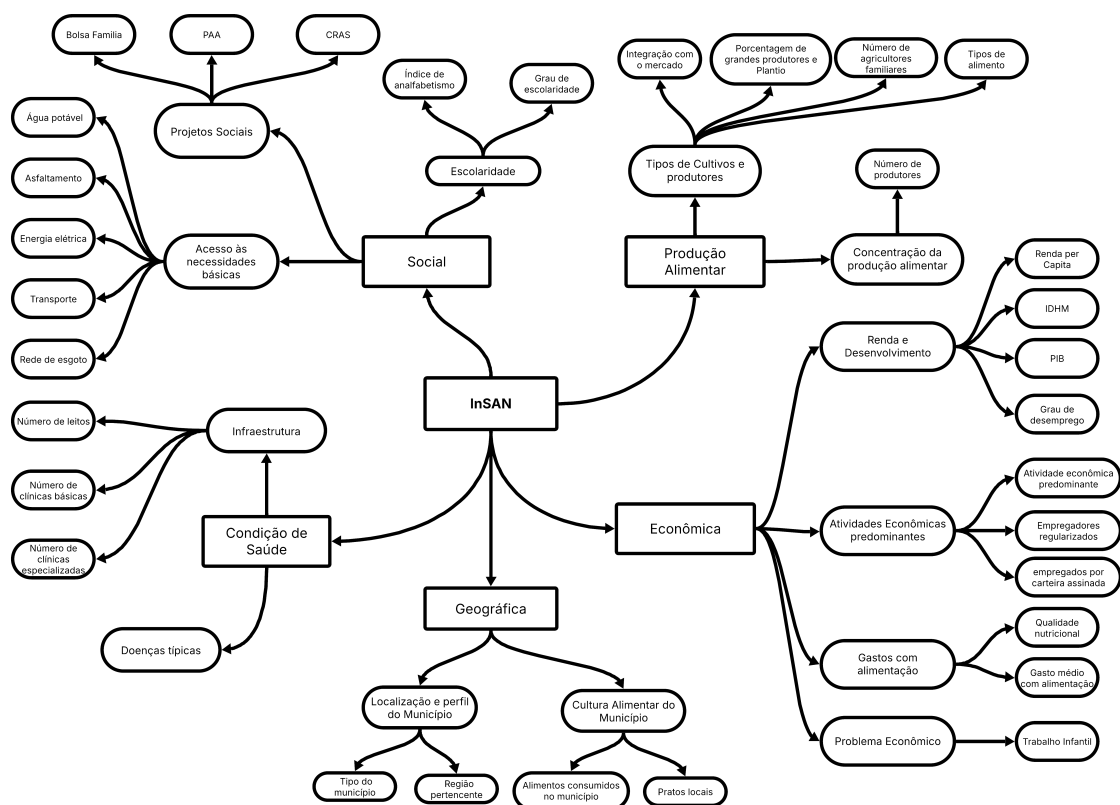 Bolsa Familia
PAA
CRAS
Projetos Sociais
Índice de
analfabetismo
Grau de
escolaridade
Escolaridade
Integração com
o mercado
Porcentagem de
grandes produtores e
Plantio
Número de
agricultores
familiares
Tipos de
alimento
Tipos de Cultivos e
produtores
Número de
produtores
Água potável
Asfaltamento
Energia elétrica
Transporte
Rede de esgoto
Acesso às
necessidades
básicas
Social
Produção
Alimentar
Concentração da
produção alimentar
Renda per
Capita
IDHM
PIB
Grau de
desemprego
Renda e
Desenvolvimento
InSAN
Número de leitos
Número de
clínicas básicas
Número de
clínicas
especializadas
Infraestrutura
Condição de
Saúde
Doenças típicas
Econômica
Atividades Econômicas
predominantes
Atividade econômica
predominante
Empregadores
regularizados
empregados por
carteira assinada
Geográfica
Gastos com
alimentação
Qualidade
nutricional
Gasto médio
com alimentação
Problema Econômico
Trabalho Infantil
Localização e perfil
do Município
Cultura Alimentar do
Município
Tipo do
município
Região
pertencente
Alimentos consumidos
no município
Pratos locais